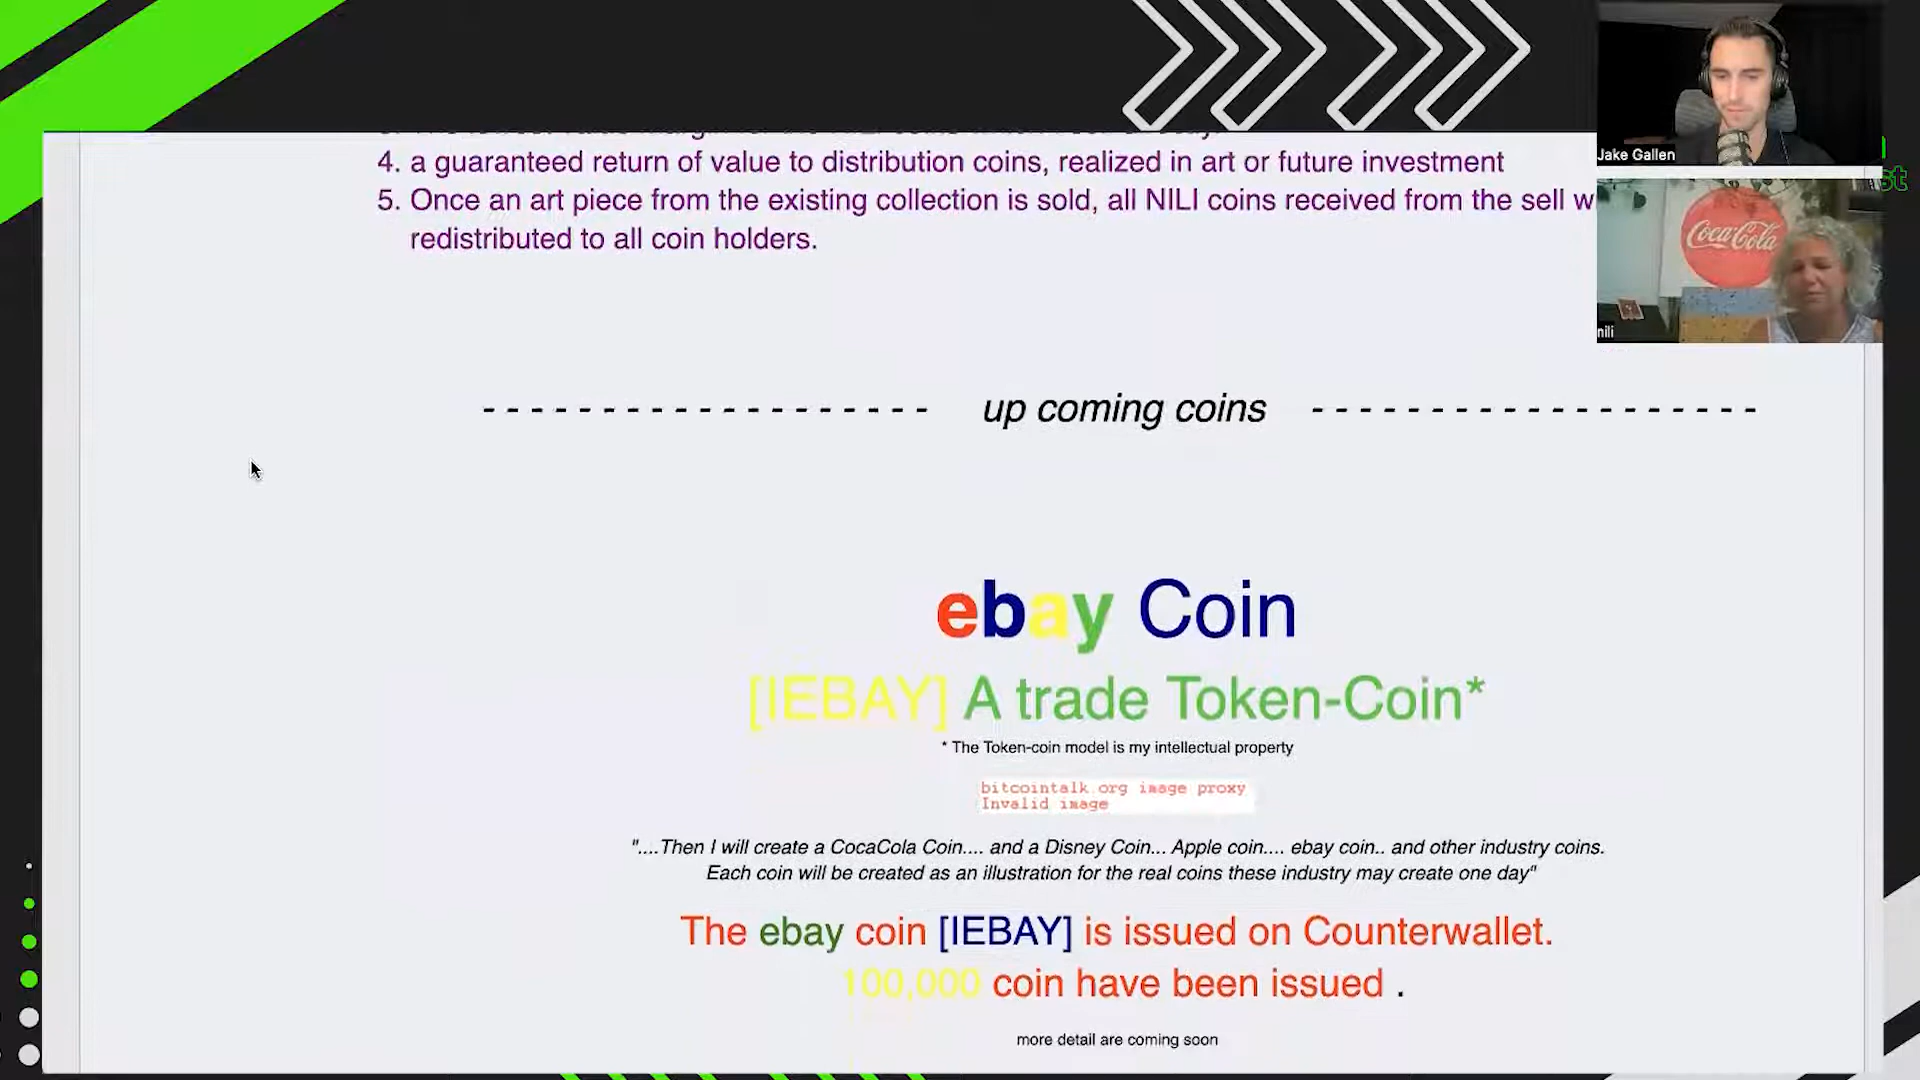 Jake Gallen
4. a guaranteed return of value to distribution coins, realized in art or future investment
st
5. Once an art piece from the existing collection is sold, all NILI coins received from the sell w
redistributed to all coin holders.
Coca-Cola
nili
- - - - - - - - - - - - - - - - - - - up coming coins - - - - - - - - - - - - - - - - - - -
ebay Coin
[IEBAY] A trade Token-Coin*
* The Token-coin model is my intellectual property
bitcointalk.org image proxy
Invalid image
"....Then I will create a CocaCola Coin.... and a Disney Coin... Apple coin.... ebay coin.. and other industry coins.
Each coin will be created as an illustration for the real coins these industry may create one day"
The ebay coin [IEBAY] is issued on Counterwallet.
100,000 coin have been issued .
more detail are coming soon